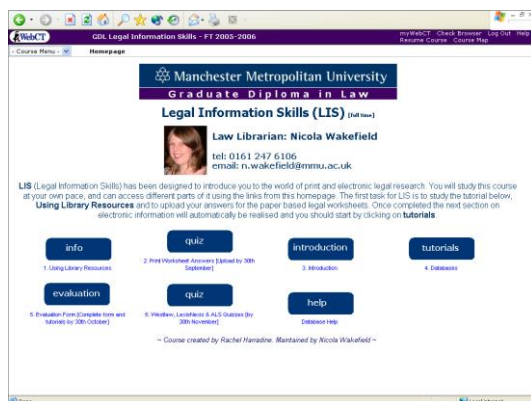 WebCT
GDL Legal Information Skills - FT 2005-2006
myWebCT Check Browser Log Out Help
Resume Course Course Map
- Course Menu -
Homepage
Manchester Metropolitan University
Graduate Diploma in Law
Legal Information Skills (LIS) [full time]
Law Librarian: Nicola Wakefield
tel: 0161 247 6106
email: n.wakefield@mmu.ac.uk
LIS (Legal Information Skills) has been designed to introduce you to the world of print and electronic legal research. You will study this course
at your own pace, and can access different parts of it using the links from this homepage. The first task for LIS is to study the tutorial below,
Using Library Resources and to upload your answers for the paper based legal worksheets. Once completed the next section on
electronic information will automatically be realised and you should start by clicking on tutorials.
info
quiz
introduction
tutorials
1. Using Library Resources
2. Print Worksheet Answers [Upload by 30th
September]
3. Introduction
4. Databases
evaluation
quiz
help
5. Evaluation Form [Complete form and
tutorials by 30th October]
6. Westlaw, LexisNexis & ALS Quizzes [by
30th November]
Database Help
~ Course created by Rachel Harradine. Maintained by Nicola Wakefield ~